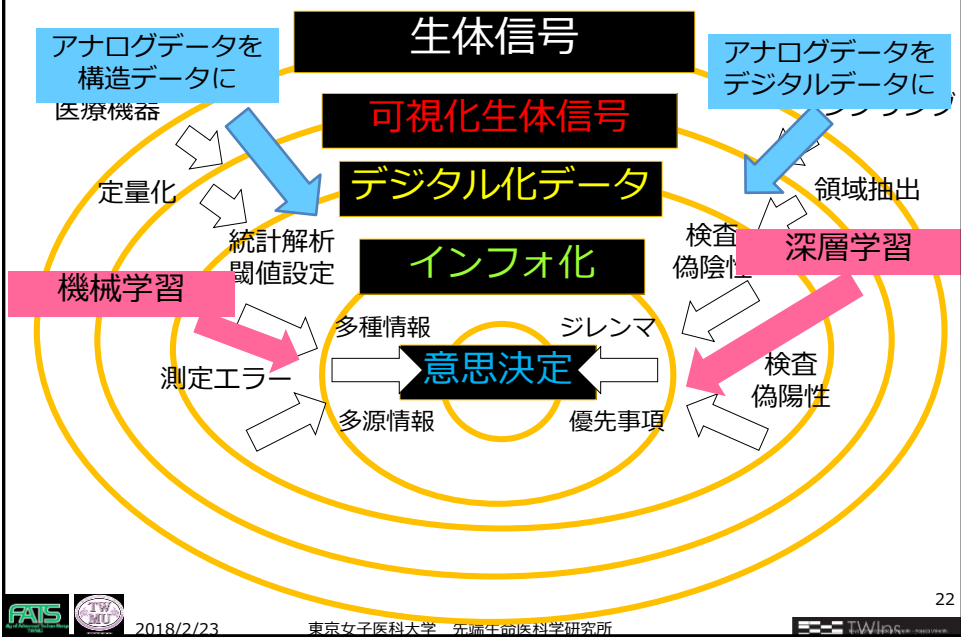 生体信号
アナログデータを
構造データに
アナログデータを
デジタルデータに
医療機器
可視化生体信号
定量化
デジタル化データ
領域抽出
統計解析
閾値設定
インフォ化
検査
偽陰性
深層学習
機械学習
多種情報
ジレンマ
意思決定
測定エラー
検査
偽陽性
多源情報
優先事項
22
FATS
TW
MU
2018/2/23
東京女子医科大学 先端生命医科学研究所
TWIns